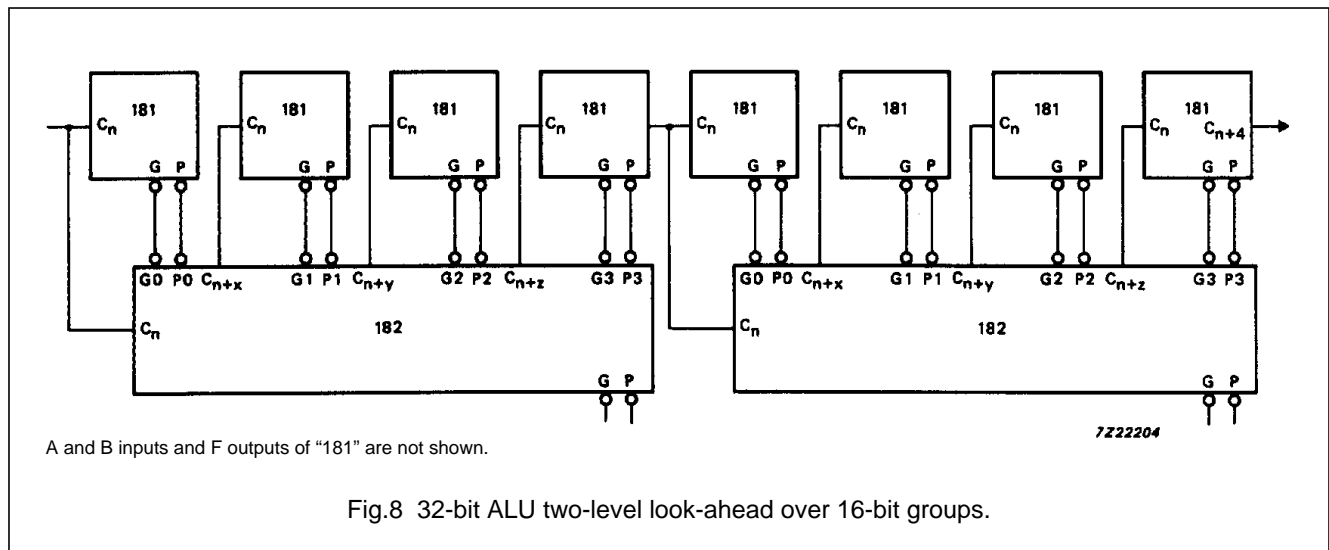 181 181 181 181 181 181 181 181
Cn Cn Cn Cn Cn Cn Cn Cn Cn+4
G P G P G P G P G P G P G P G P
G0 P0 Cn+x G1 P1 Cn+y G2 P2 Cn+z G3 P3 G0 P0 Cn+x G1 P1 Cn+y G2 P2 Cn+z G3 P3
Cn 182 Cn 182
G P G P
7Z22204
A and B inputs and F outputs of “181” are not shown.
Fig.8 32-bit ALU two-level look-ahead over 16-bit groups.